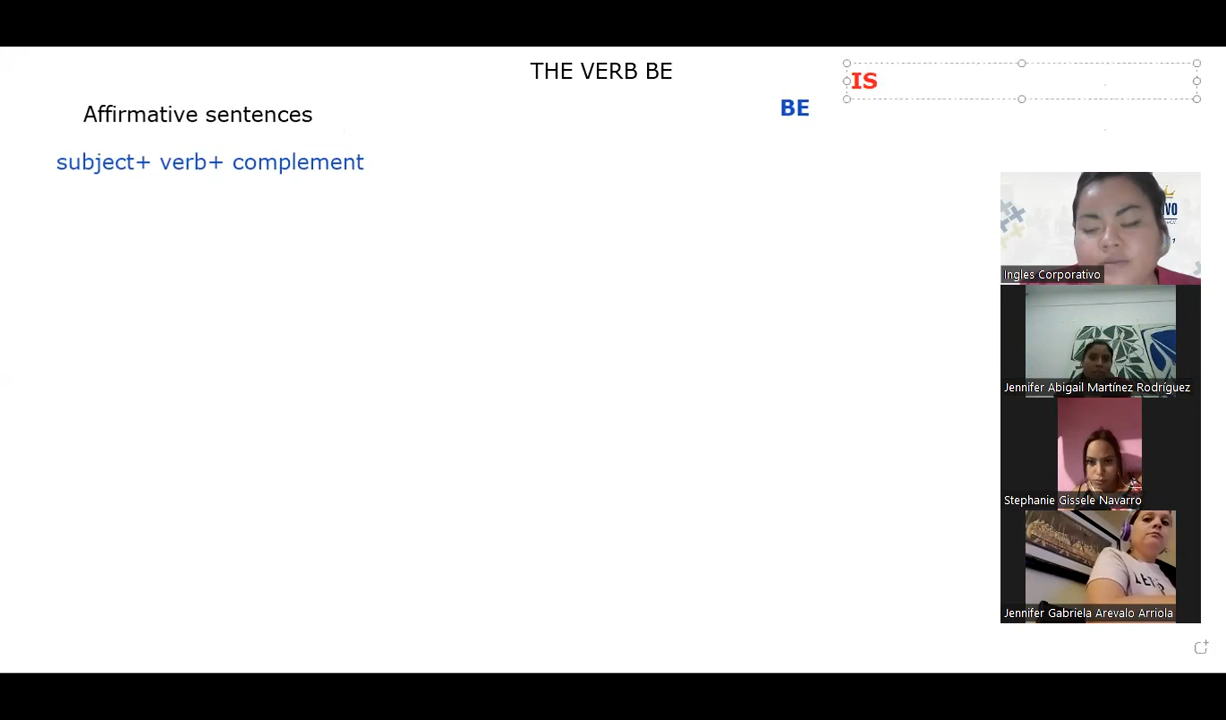 THE VERB BE
IS
BE
Affirmative sentences
subject+ verb+ complement
IVO
Ingles Corporativo
Jennifer Abigail Martínez Rodríguez
Stephanie Gissele Navarro
Jennifer Gabriela Arevalo Arriola